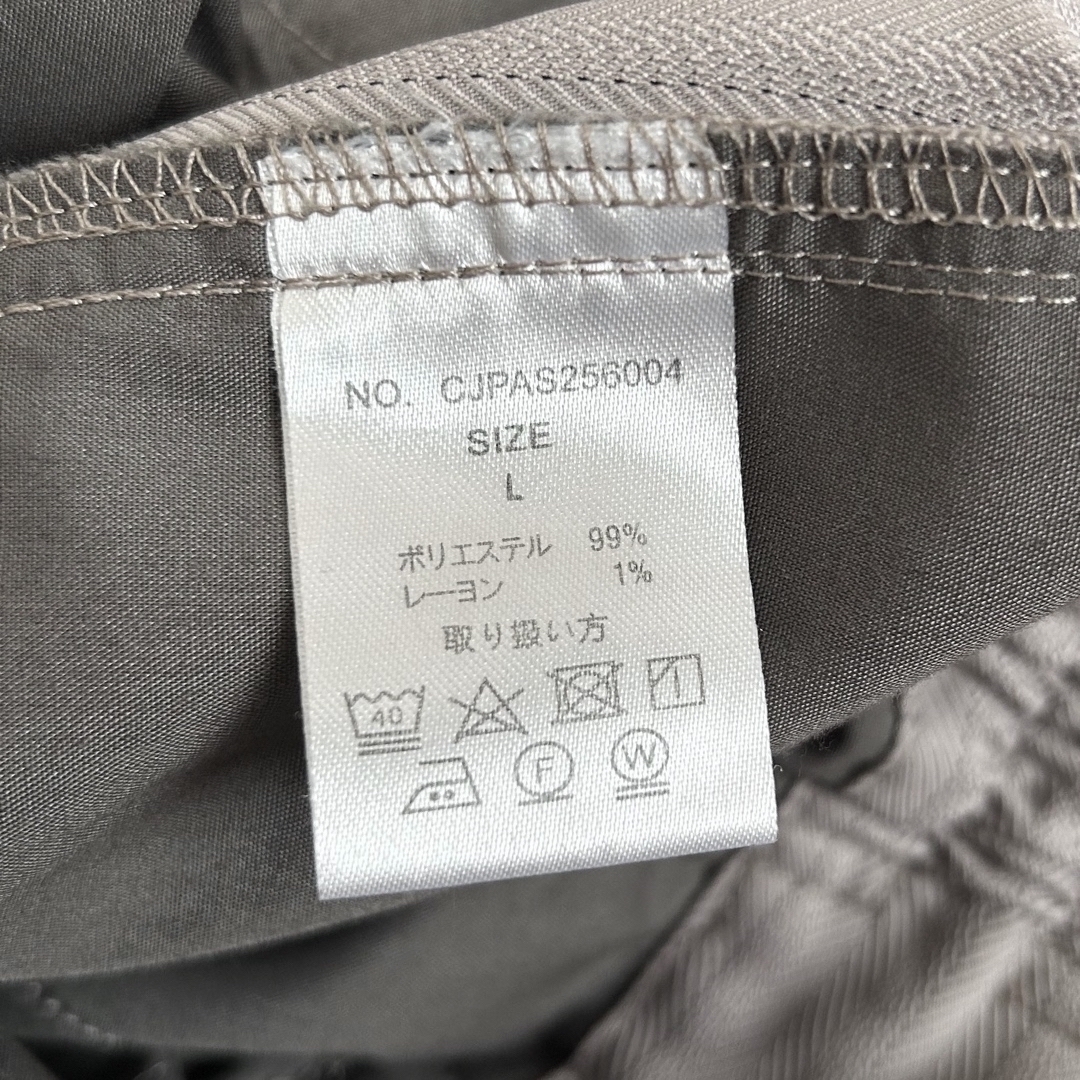 NO. CJPAS256004
SIZE
L
ポリエステル 99%
レーヨン 1%
取り扱い方
40
F W